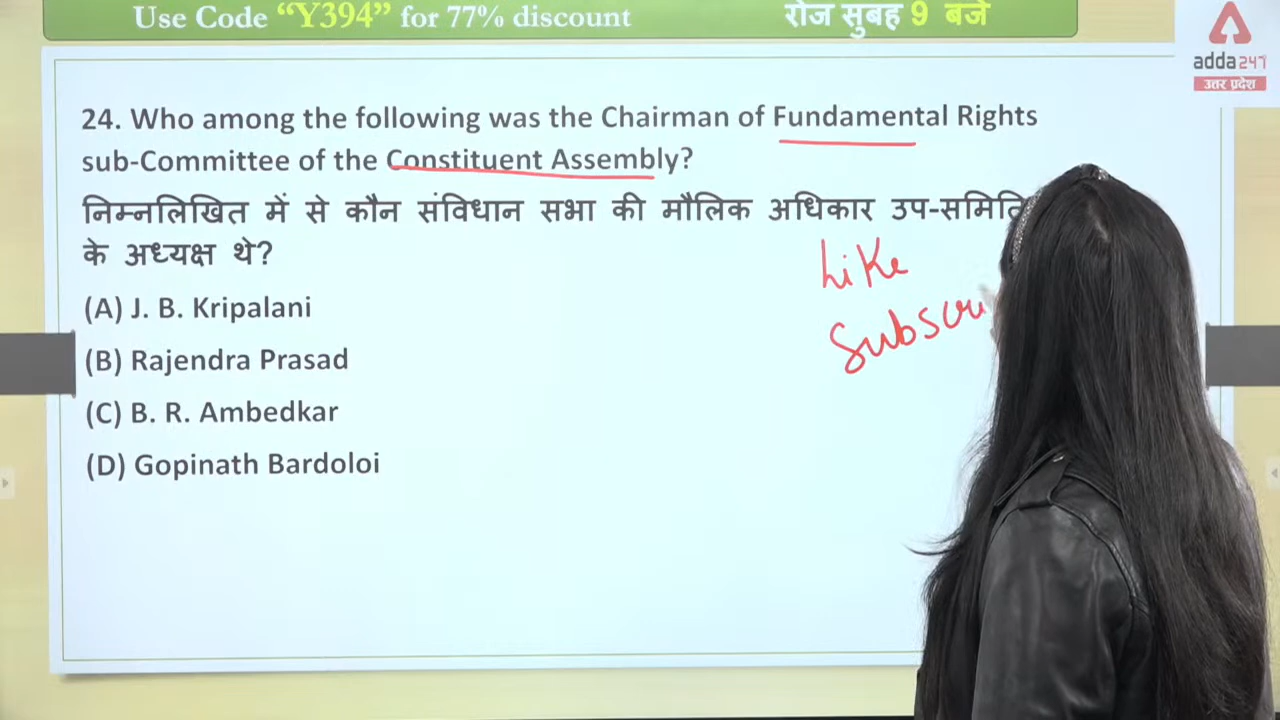 Use Code “Y394” for 77% discount
रोज सुबह 9 बजे
adda247
उत्तर प्रदेश
24. Who among the following was the Chairman of Fundamental Rights
sub-Committee of the Constituent Assembly?
निम्नलिखित में से कौन संविधान सभा की मौलिक अधिकार उप-समिति
के अध्यक्ष थे?
Like
Subscri
(A) J. B. Kripalani
(B) Rajendra Prasad
(C) B. R. Ambedkar
(D) Gopinath Bardoloi